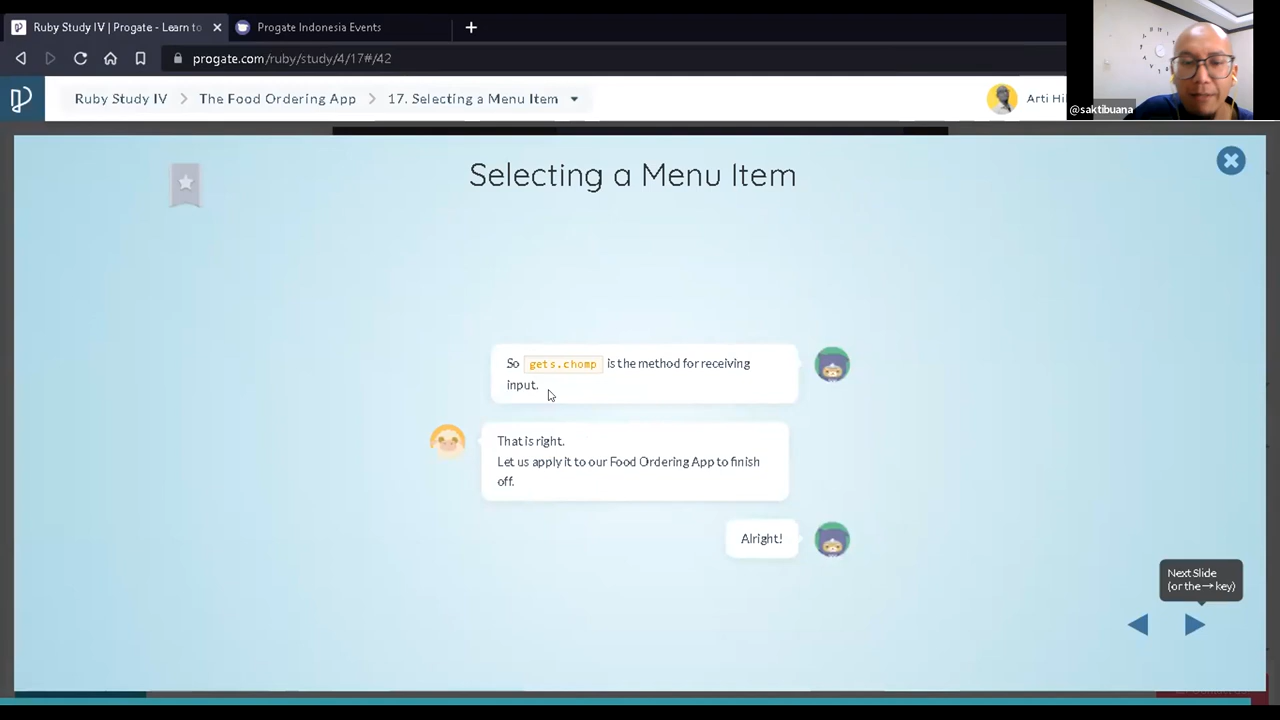 Ruby Study IV | Progate - Learn to
Progate Indonesia Events
progate.com/ruby/study/4/17#/42
Ruby Study IV
The Food Ordering App
17. Selecting a Menu Item
Arti
@saktibuana
Selecting a Menu Item
So gets.chomp is the method for receiving
input.
That is right.
Let us apply it to our Food Ordering App to finish
off.
Alright!
Next Slide
(or the → key)